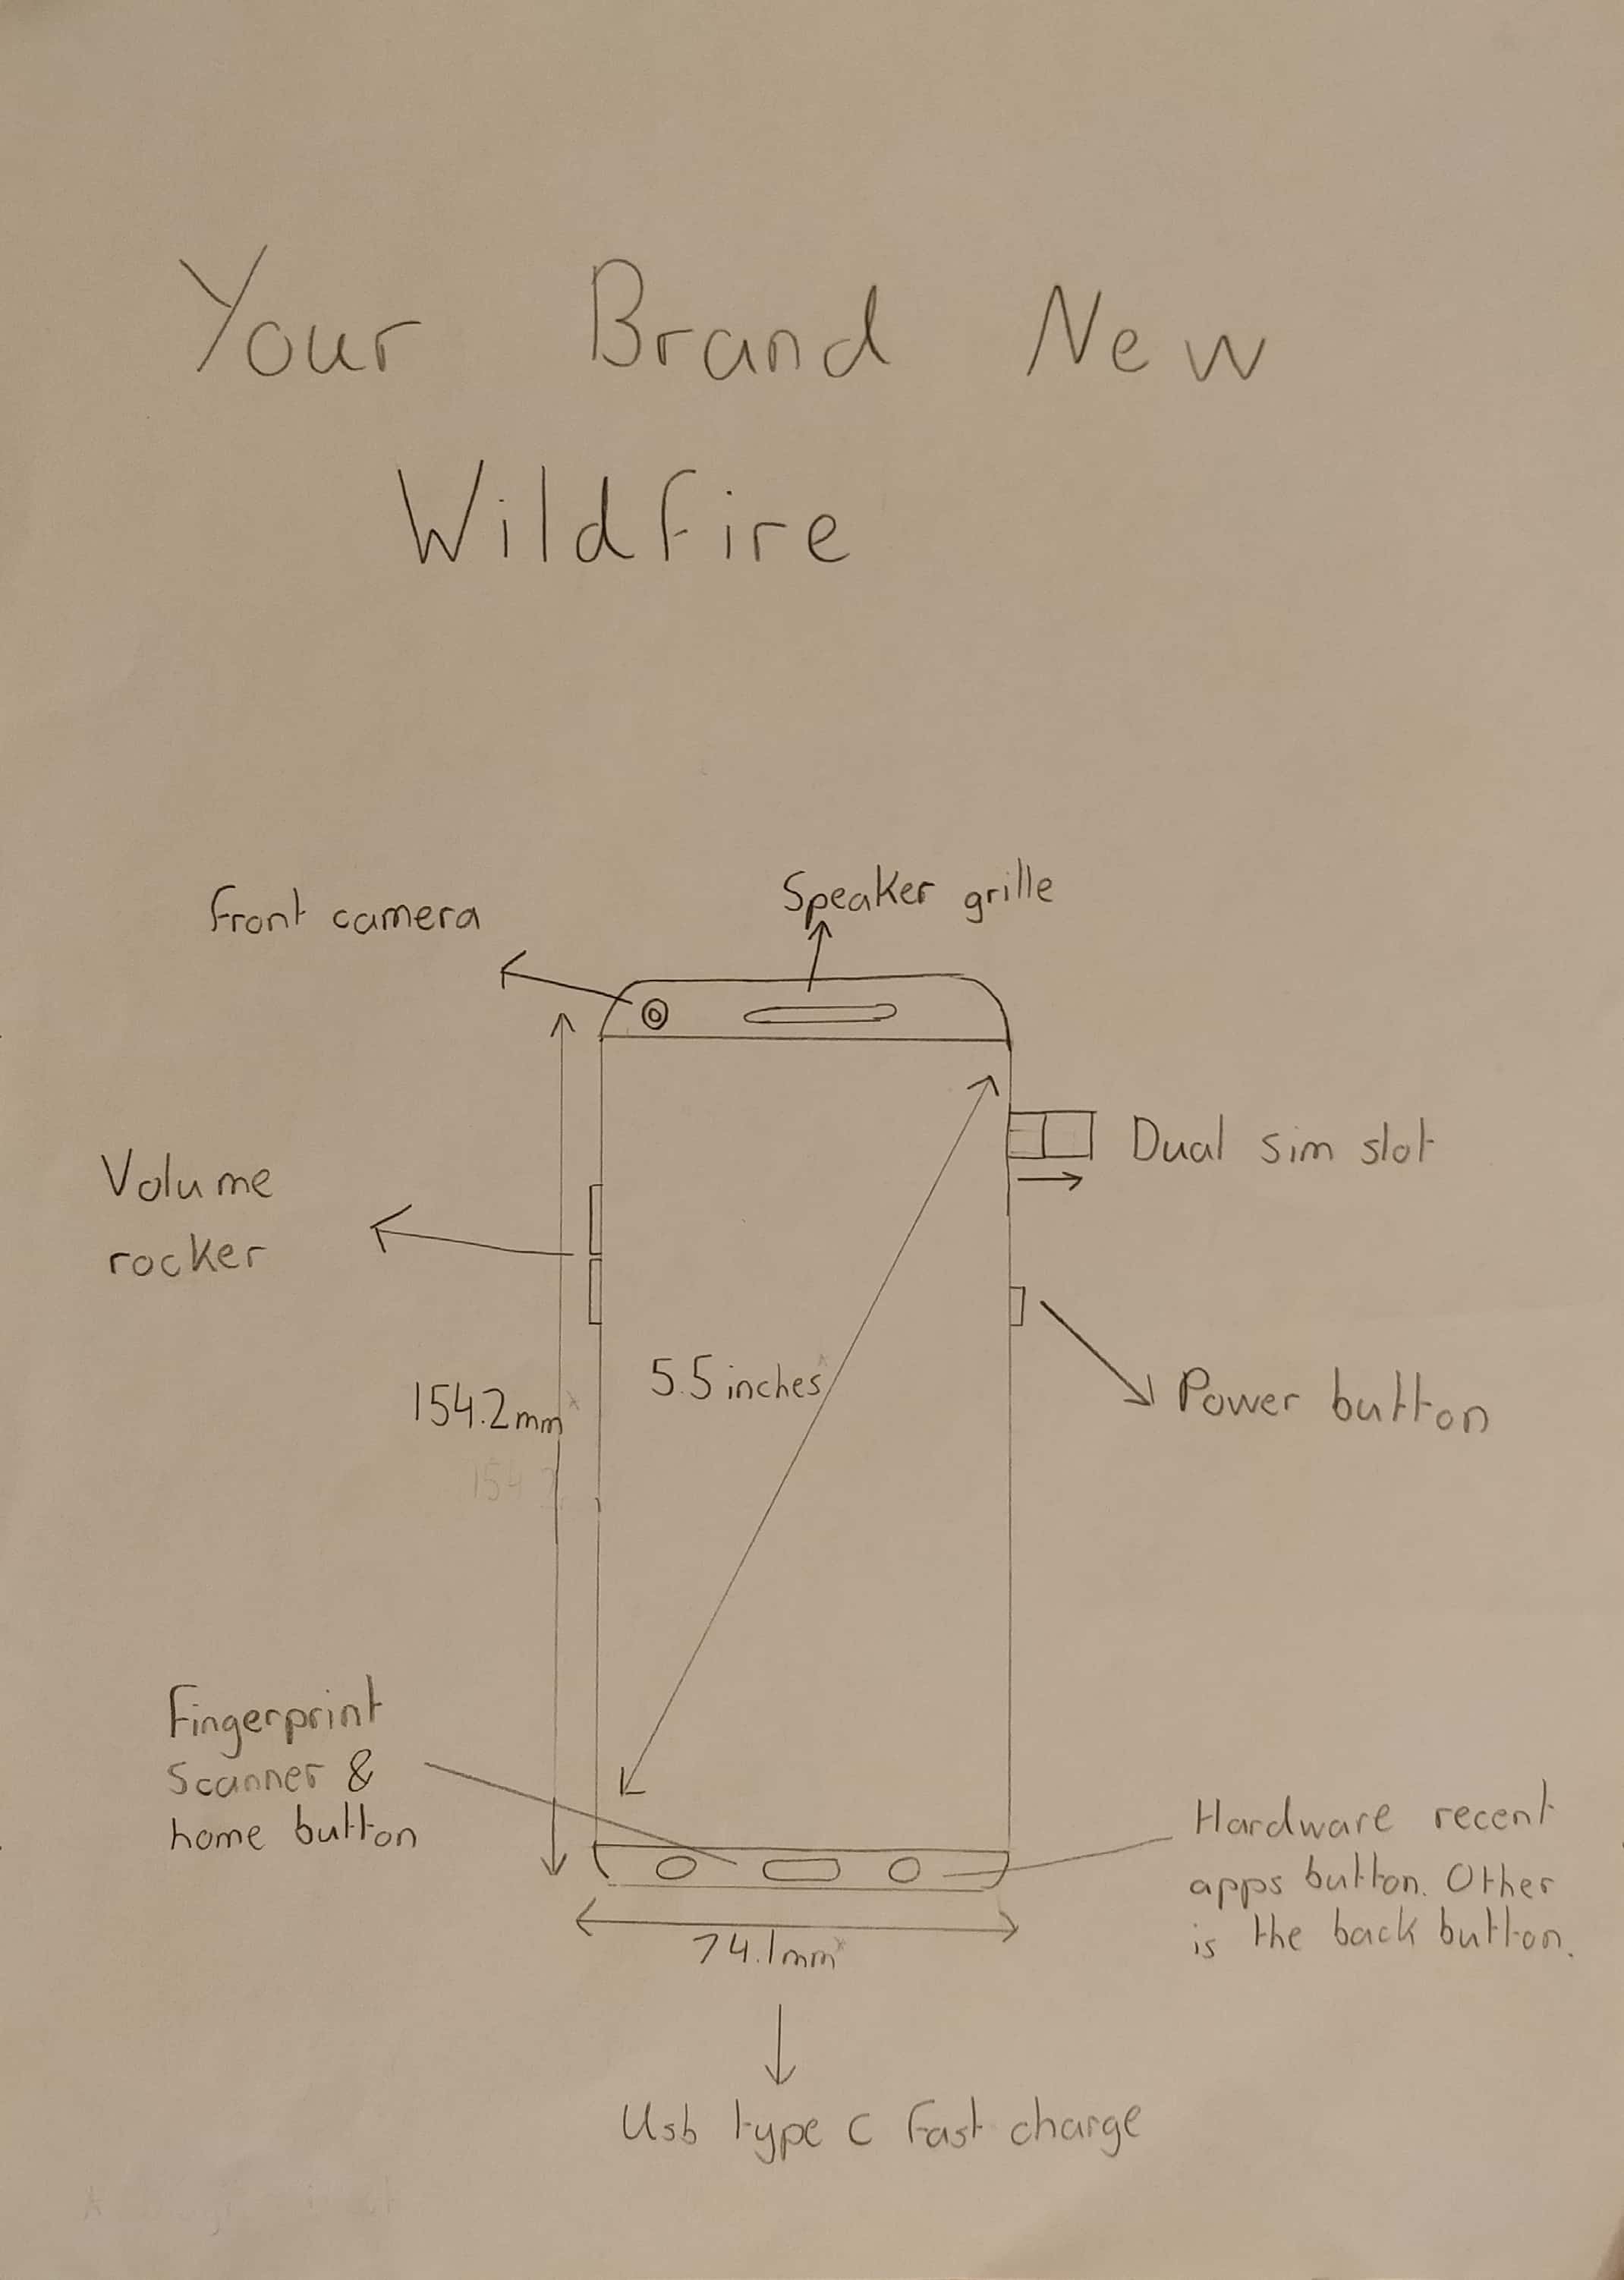 Your Brand New
Wildfire
Front camera
Speaker grille
Dual sim slot
Volume
rocker
5.5 inches*
154.2mm*
154.2
Power button
Fingerprint
Scanner &
home button
Hardware recent
apps button. Other
is the back button.
74.1mm*
Usb type C Fast charge